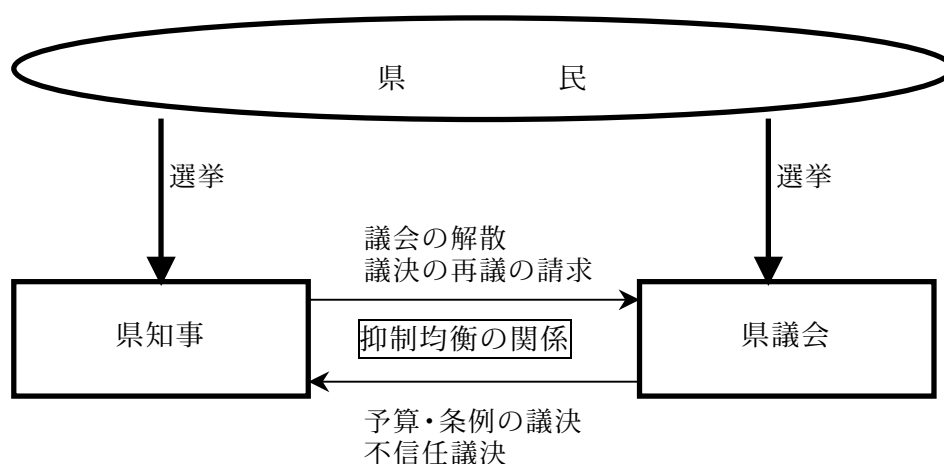 県　民
選挙
選挙
議会の解散
議決の再議の請求
県知事
抑制均衡の関係
県議会
予算・条例の議決
不信任議決